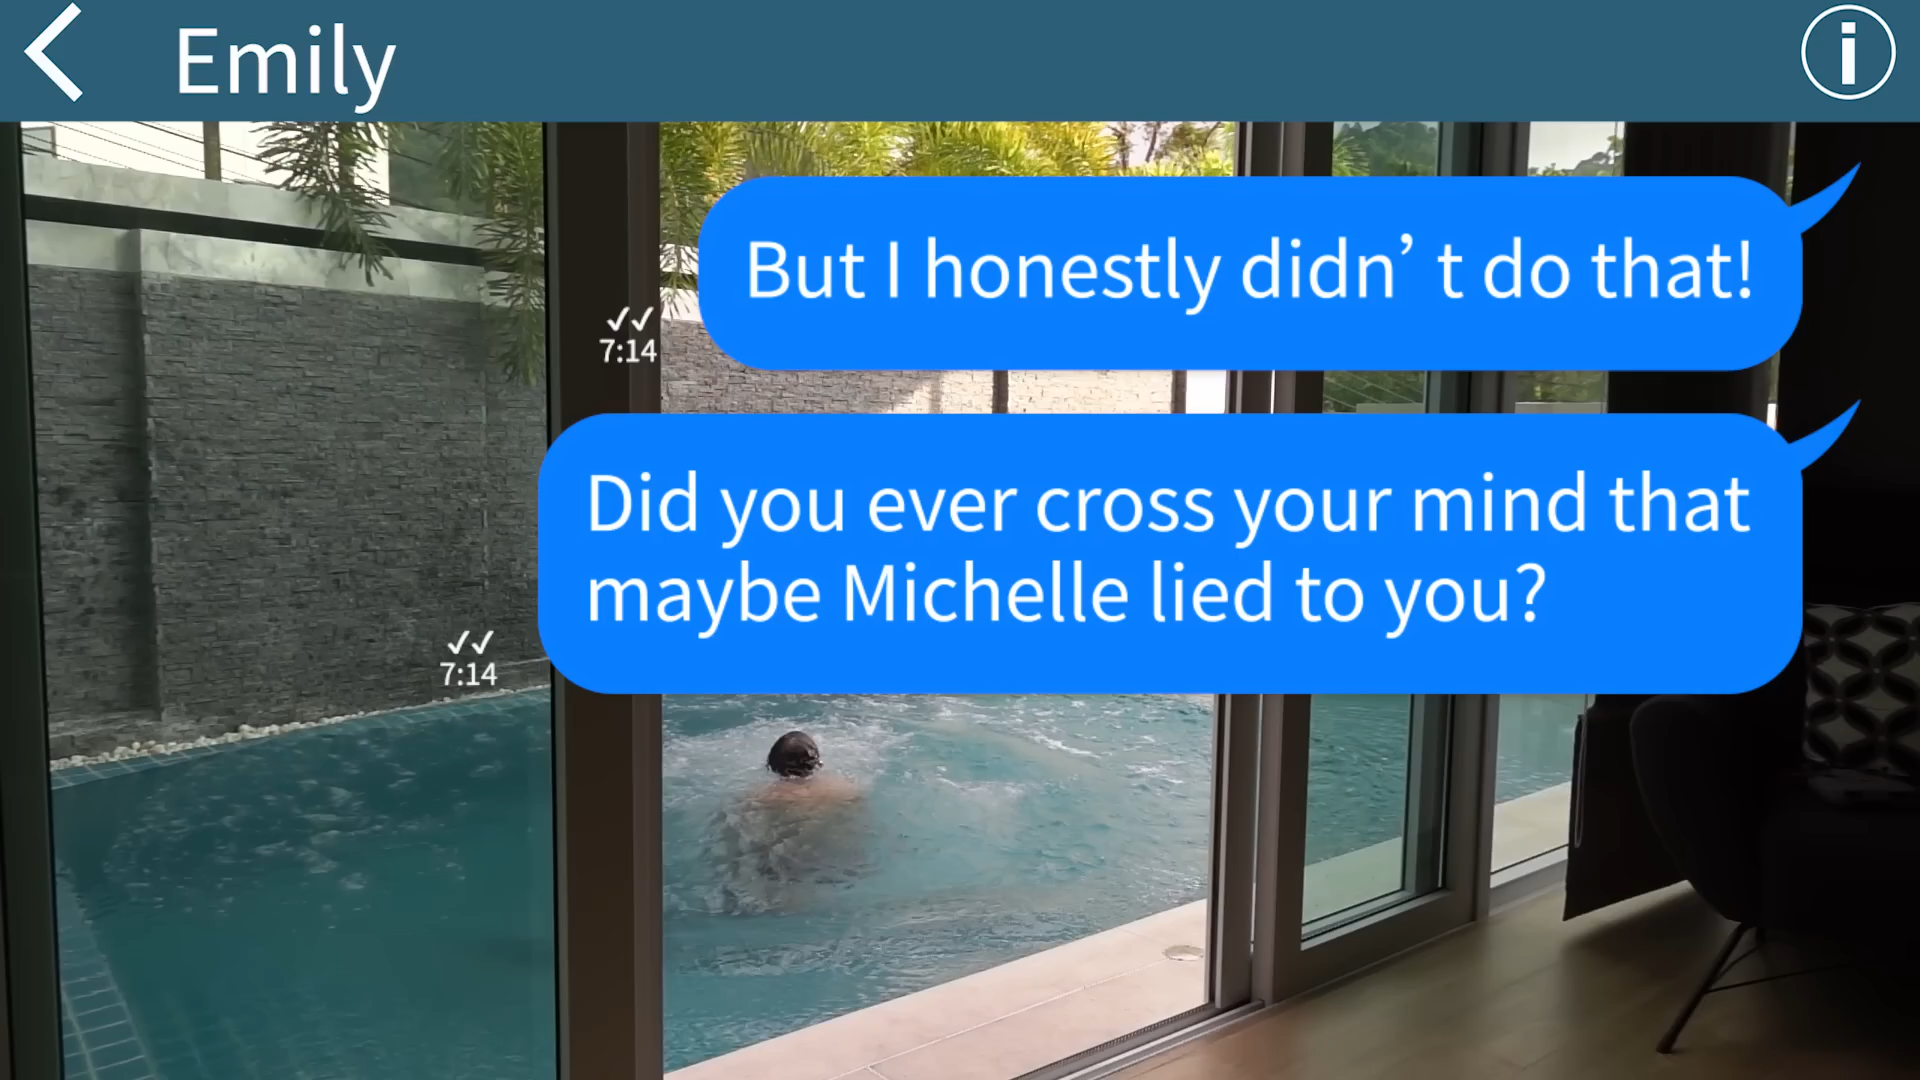 Emily
But I honestly didn’ t do that!
✓✓
7:14
Did you ever cross your mind that
maybe Michelle lied to you?
✓✓
7:14